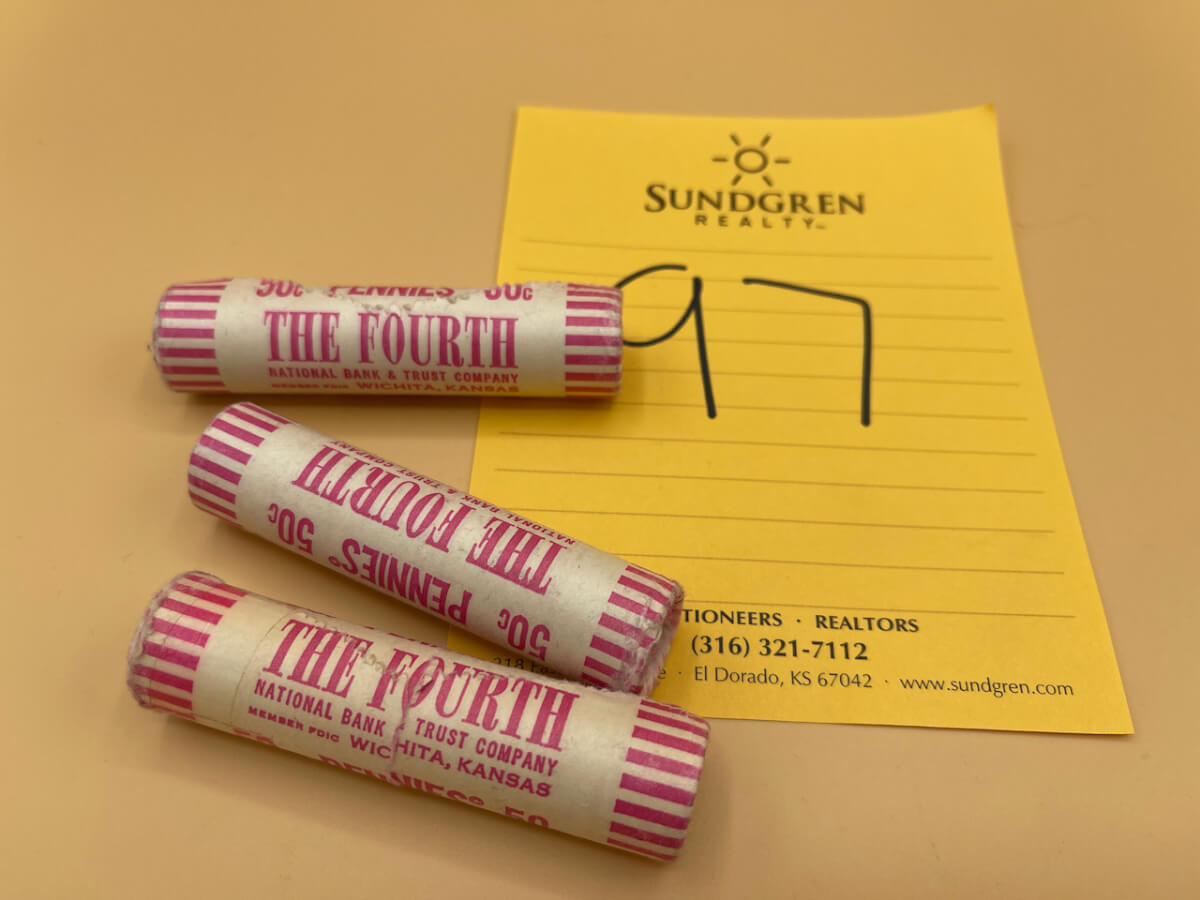 SUNDGREN
REALTY
97
50¢ PENNIES 50¢
THE FOURTH
NATIONAL BANK & TRUST COMPANY
MEMBER FDIC WICHITA, KANSAS
50¢ PENNIES 50¢
THE FOURTH
NATIONAL BANK & TRUST COMPANY
THE FOURTH
NATIONAL BANK TRUST COMPANY
MEMBER FDIC WICHITA, KANSAS
PENNIES 50
TIONEERS · REALTORS
(316) 321-7112
· El Dorado, KS 67042 · www.sundgren.com